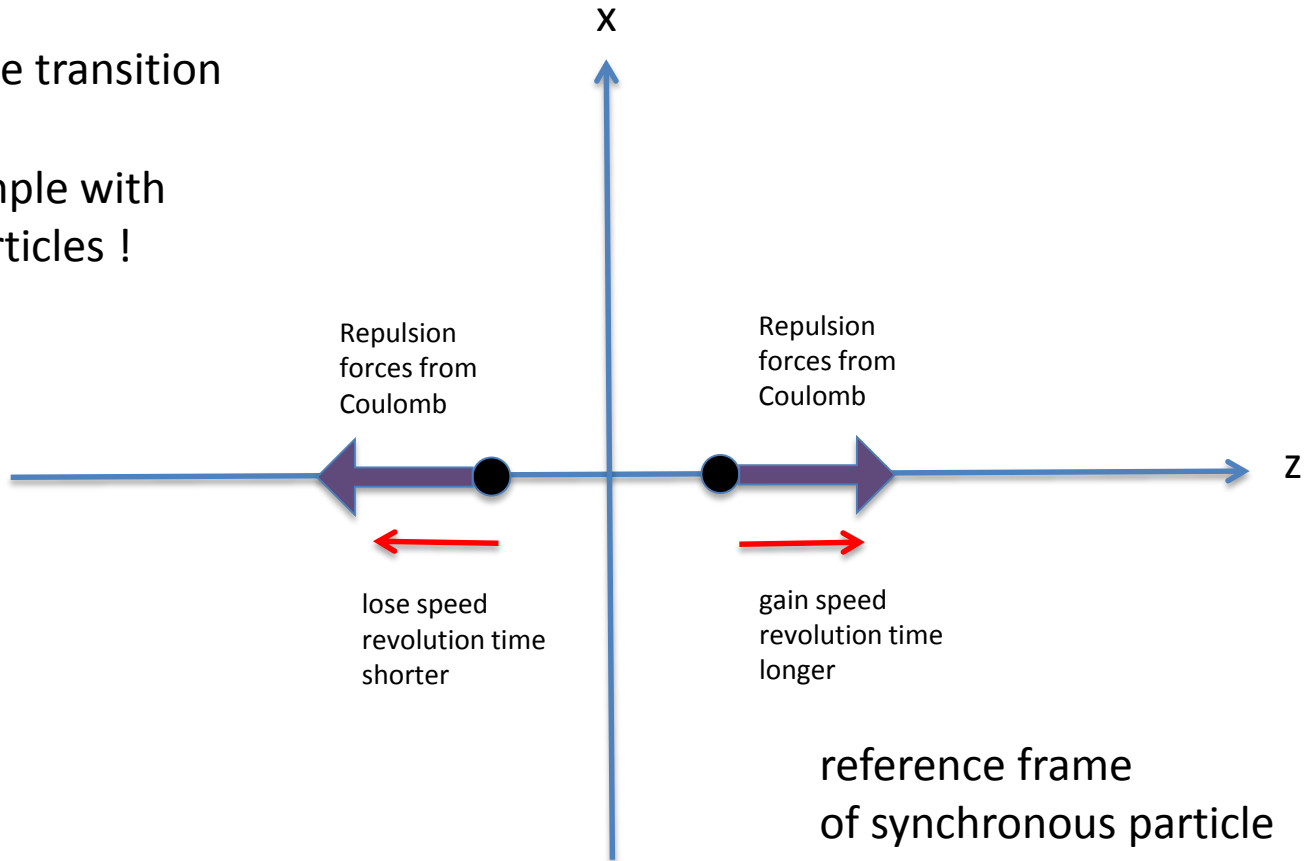 x
e transition
nple with
rticles !
Repulsion
forces from
Coulomb
Repulsion
forces from
Coulomb
z
lose speed
revolution time
shorter
gain speed
revolution time
longer
reference frame
of synchronous particle